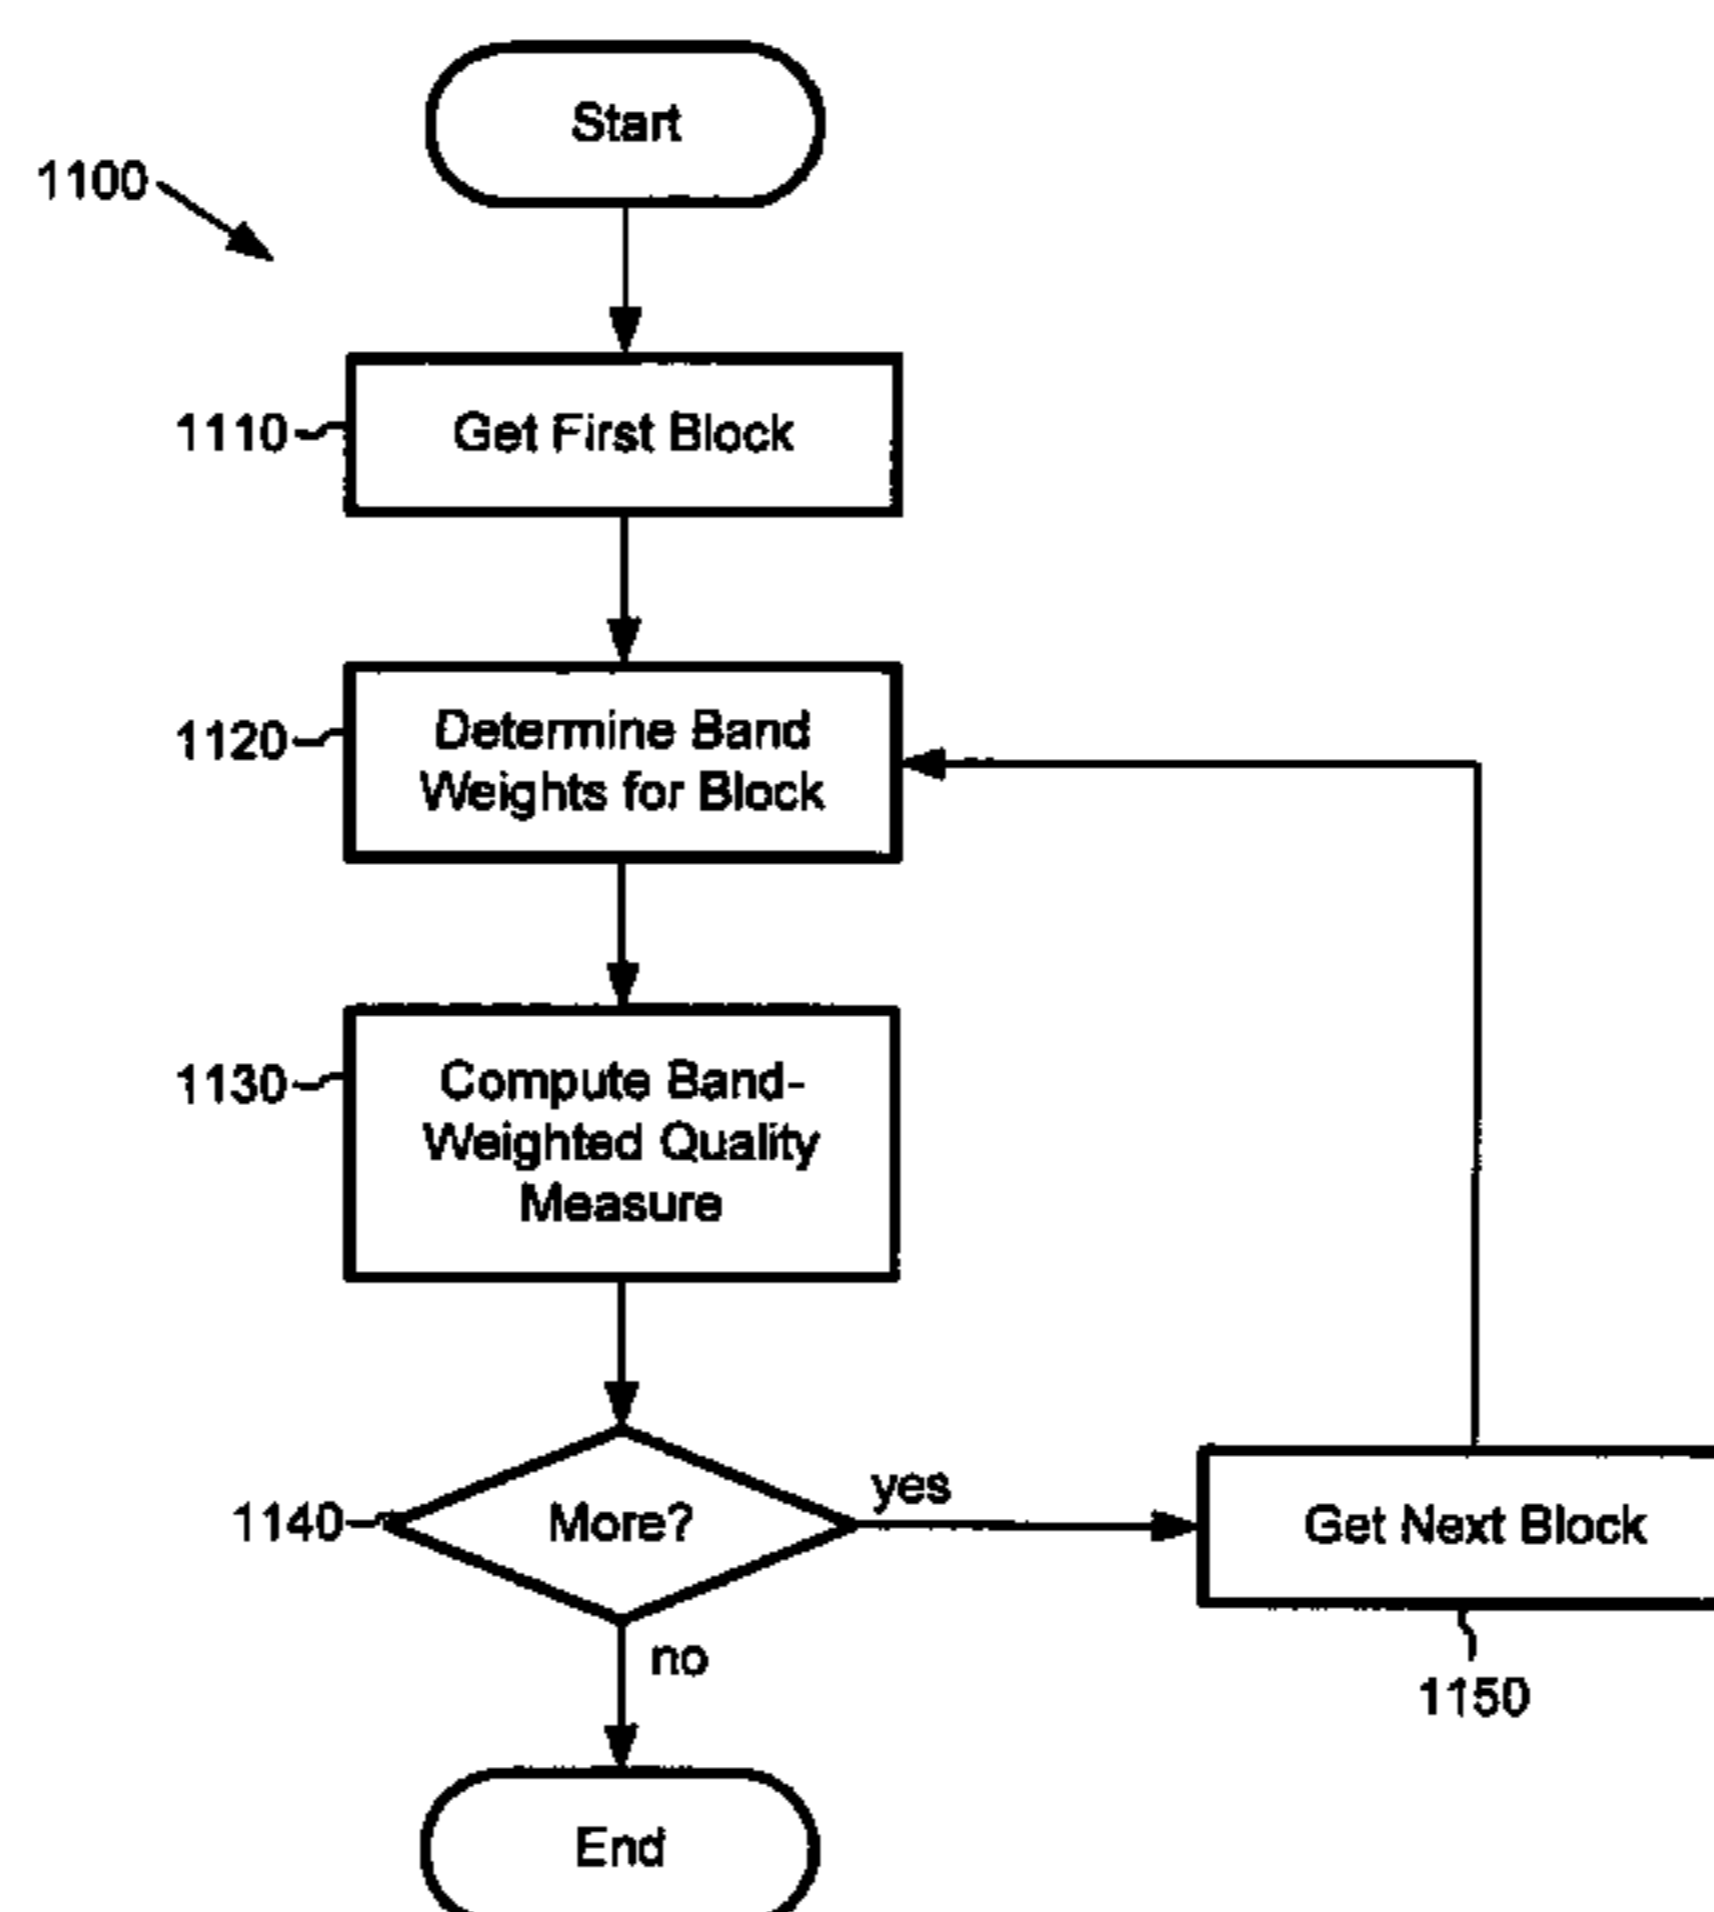 Start
1100
1110
Get First Block
1120
Determine Band
Weights for Block
1130
Compute Band-
Weighted Quality
Measure
1140
More?
yes
Get Next Block
no
1150
End